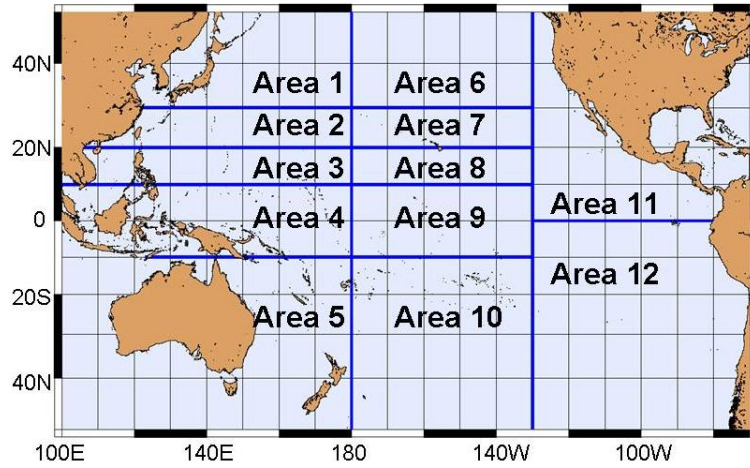 40N
Area 1 Area 6
Area 2 Area 7
20N
Area 3 Area 8
0 Area 4 Area 9 Area 11
Area 12
20S
Area 5 Area 10
40N
100E 140E 180 140W 100W